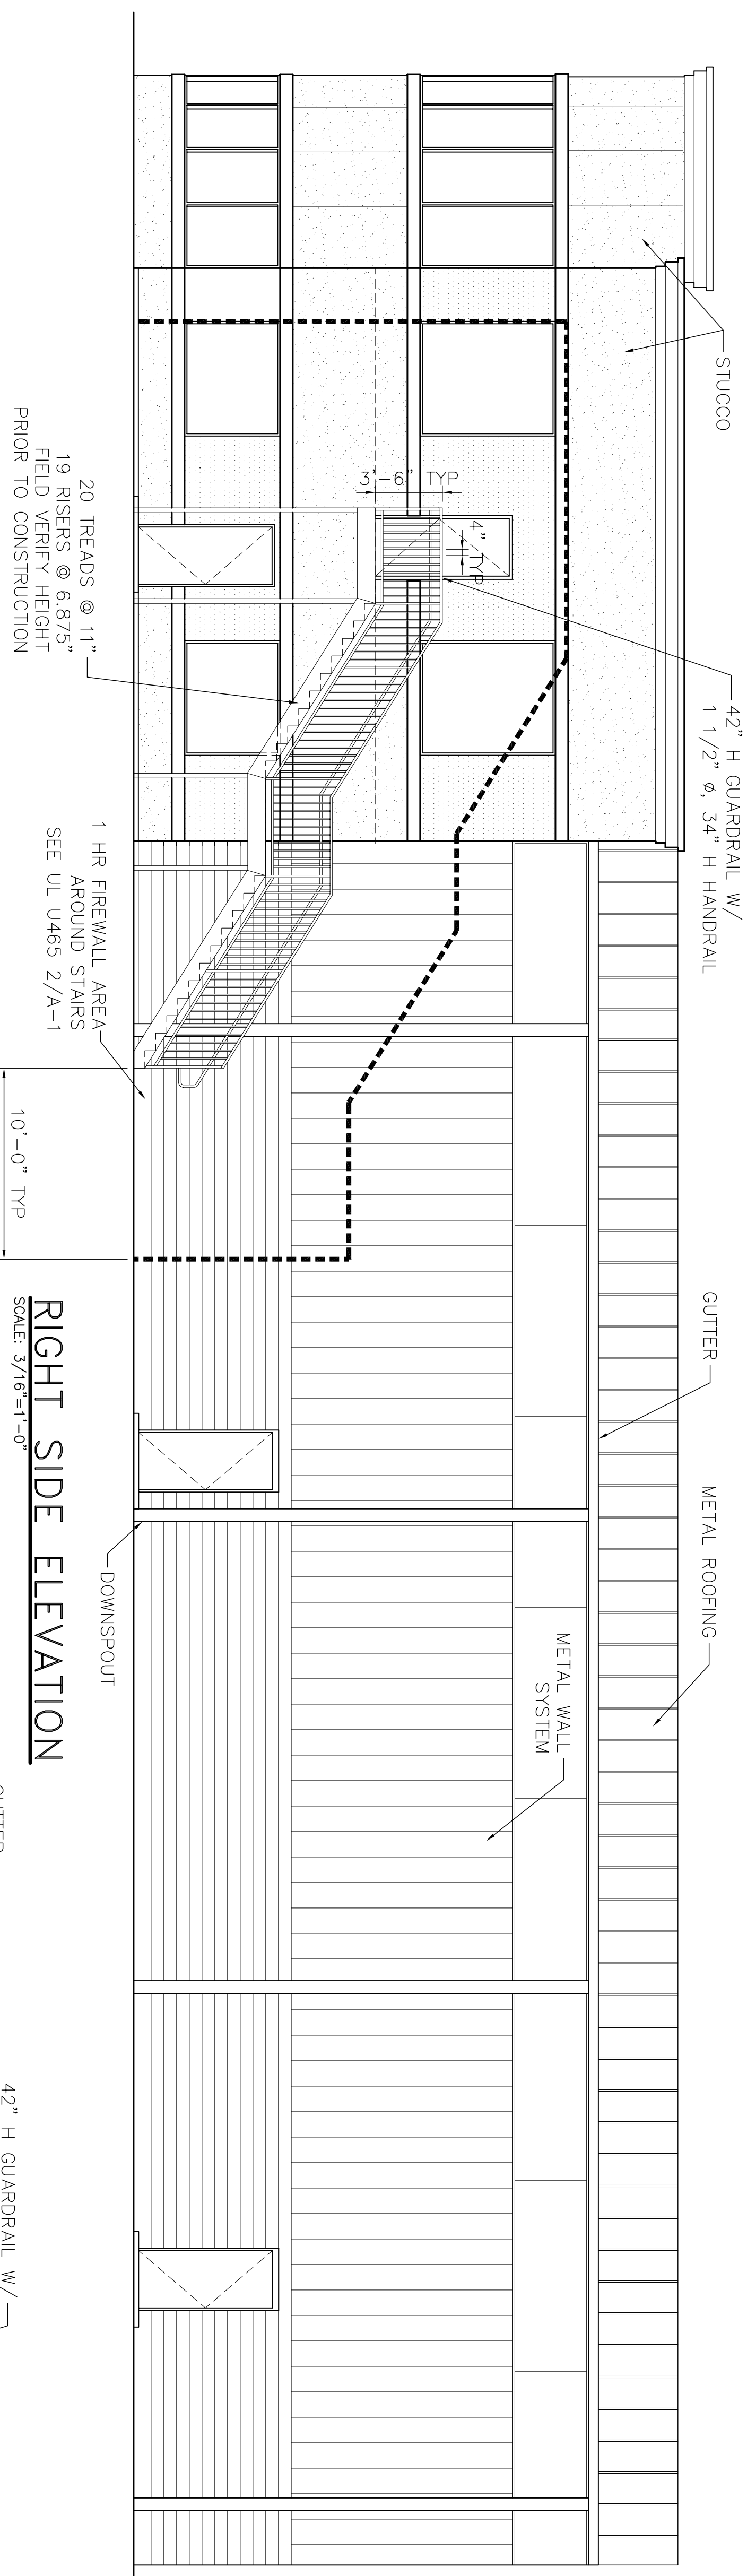 STUCCO
42" H GUARDRAIL W/
1 1/2" ø, 34" H HANDRAIL
GUTTER
METAL ROOFING
METAL WALL
SYSTEM
3'-6" TYP
4" TYP
20 TREADS @ 11"
19 RISERS @ 6.875"
FIELD VERIFY HEIGHT
PRIOR TO CONSTRUCTION
1 HR FIREWALL AREA
AROUND STAIRS
SEE UL U465 2/A-1
10'-0" TYP
DOWNSPOUT
RIGHT SIDE ELEVATION
SCALE: 3/16"=1'-0"
GUTTER
42" H GUARDRAIL W/